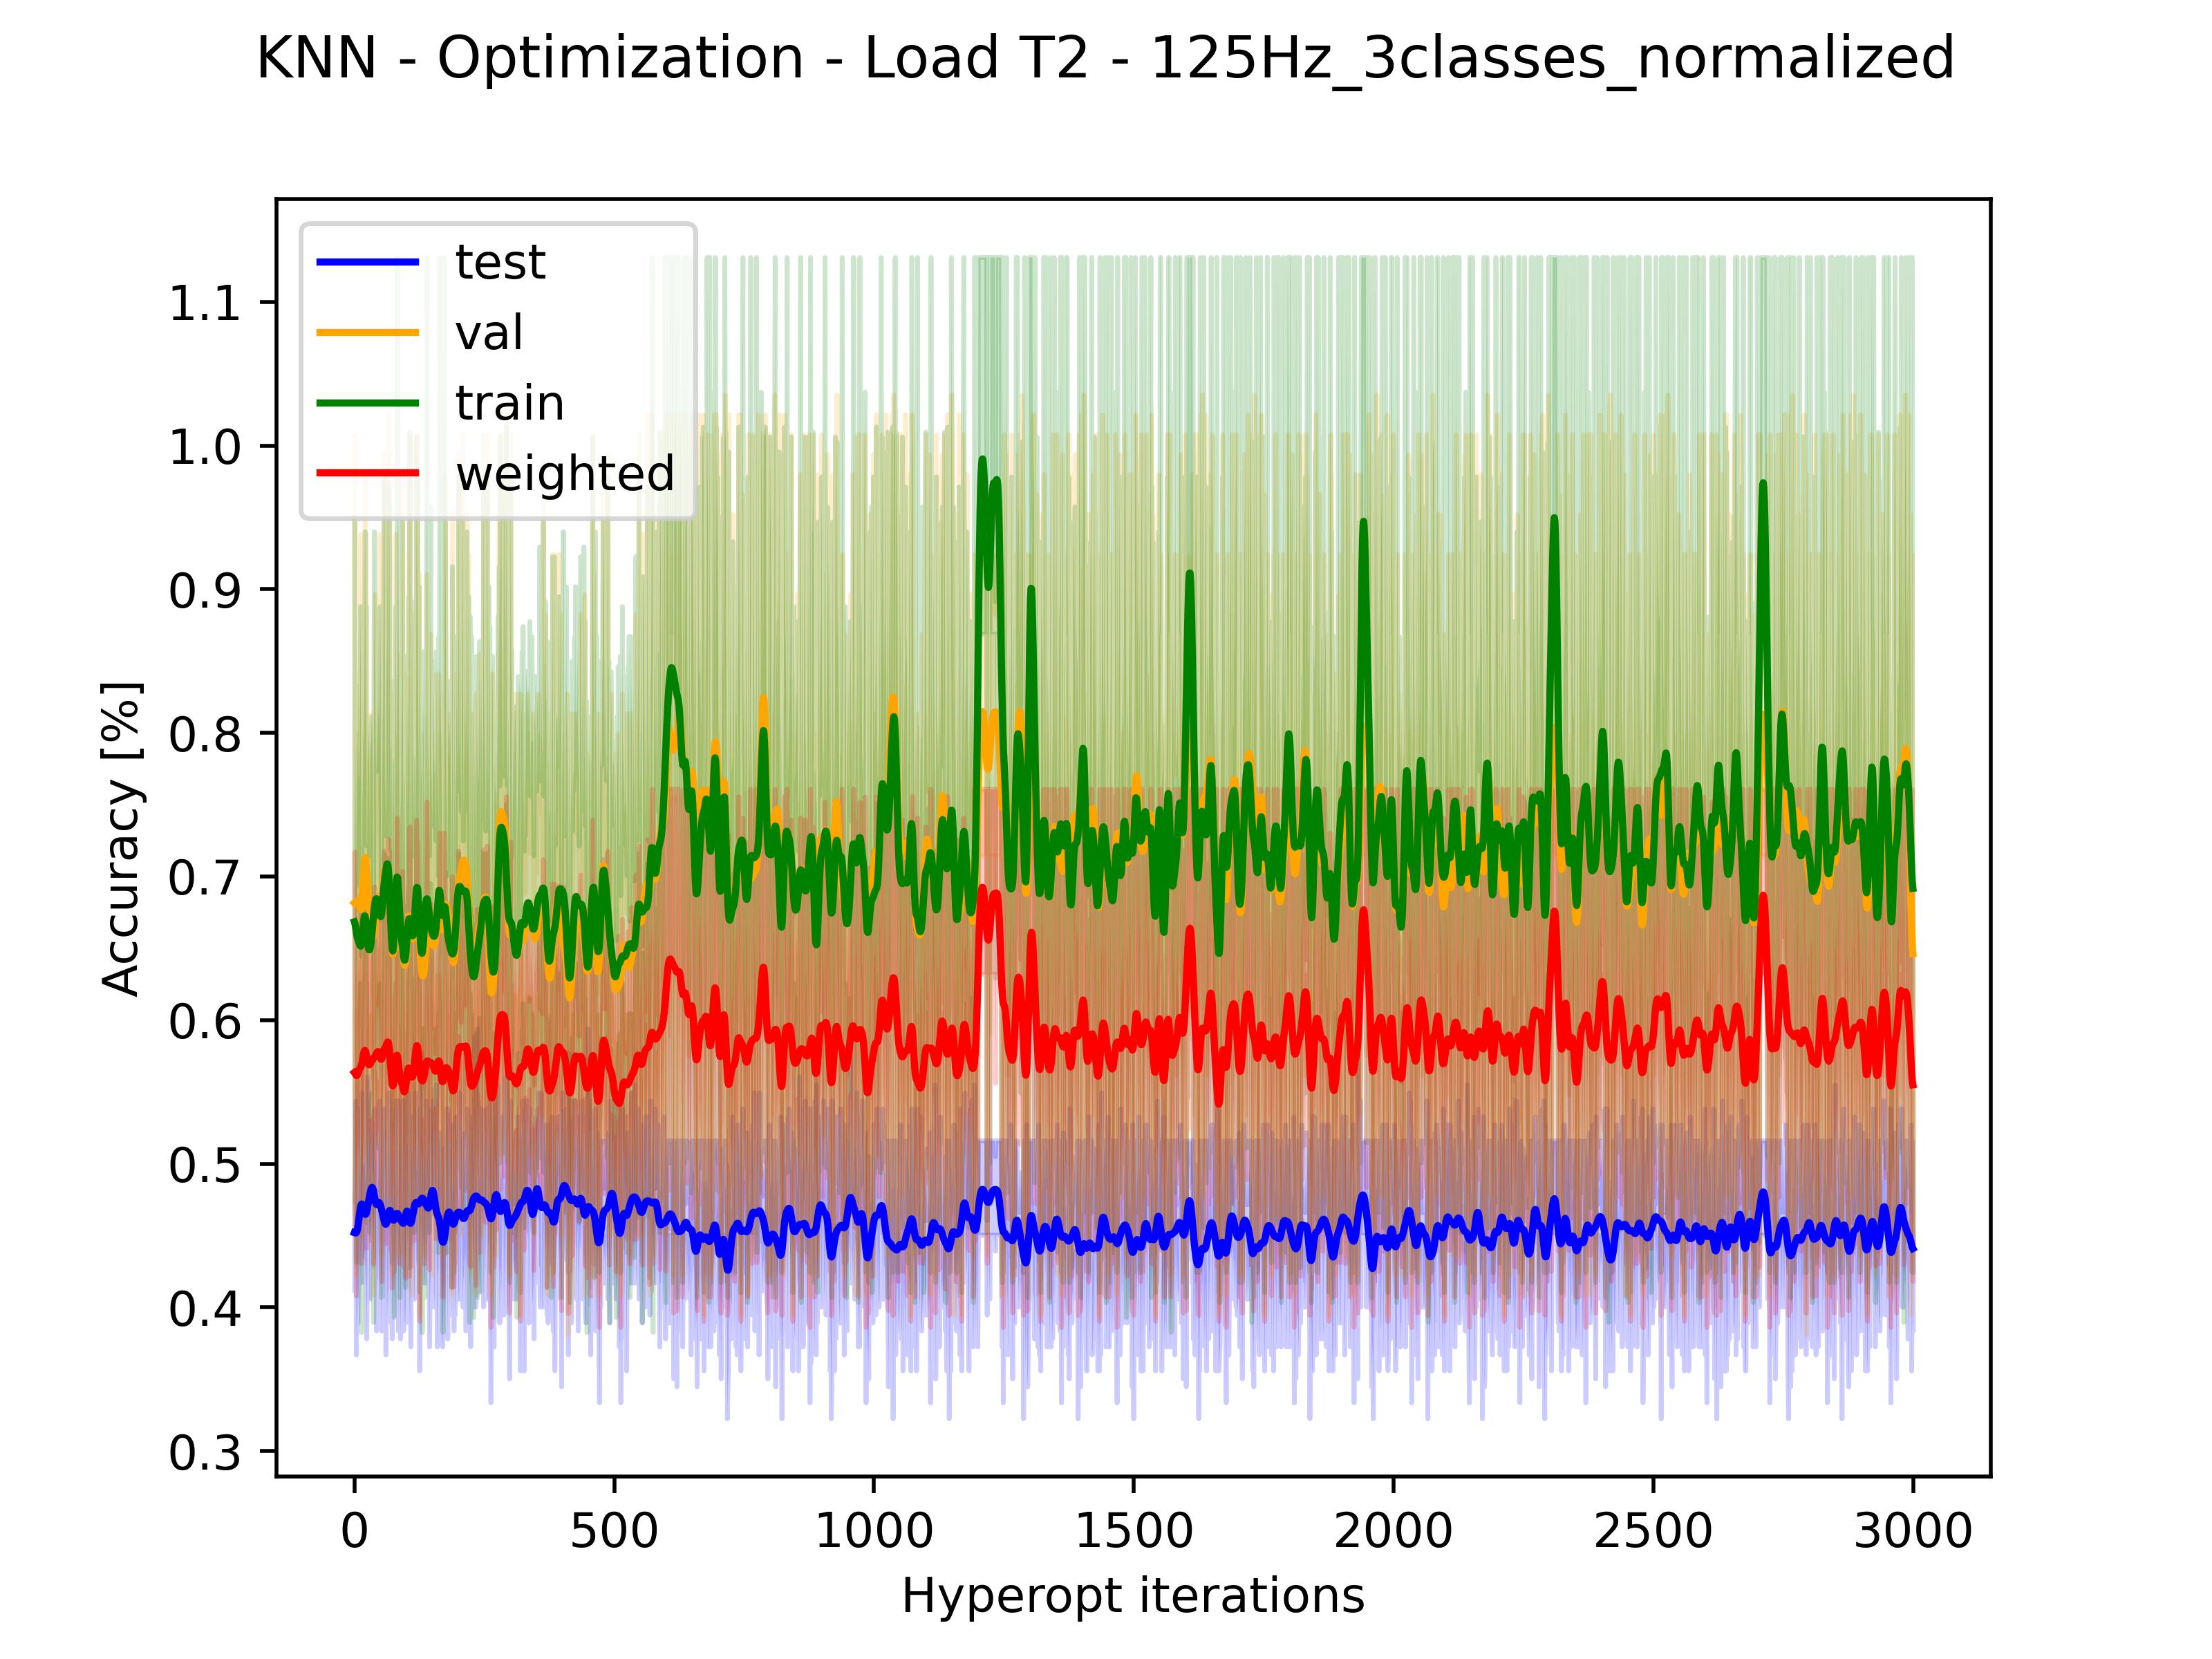 KNN - Optimization - Load T2 - 125Hz_3classes_normalized
test
val
train
weighted
1.1
1.0
0.9
0.8
0.7
0.6
0.5
0.4
0.3
Accuracy [%]
0 500 1000 1500 2000 2500 3000
Hyperopt iterations